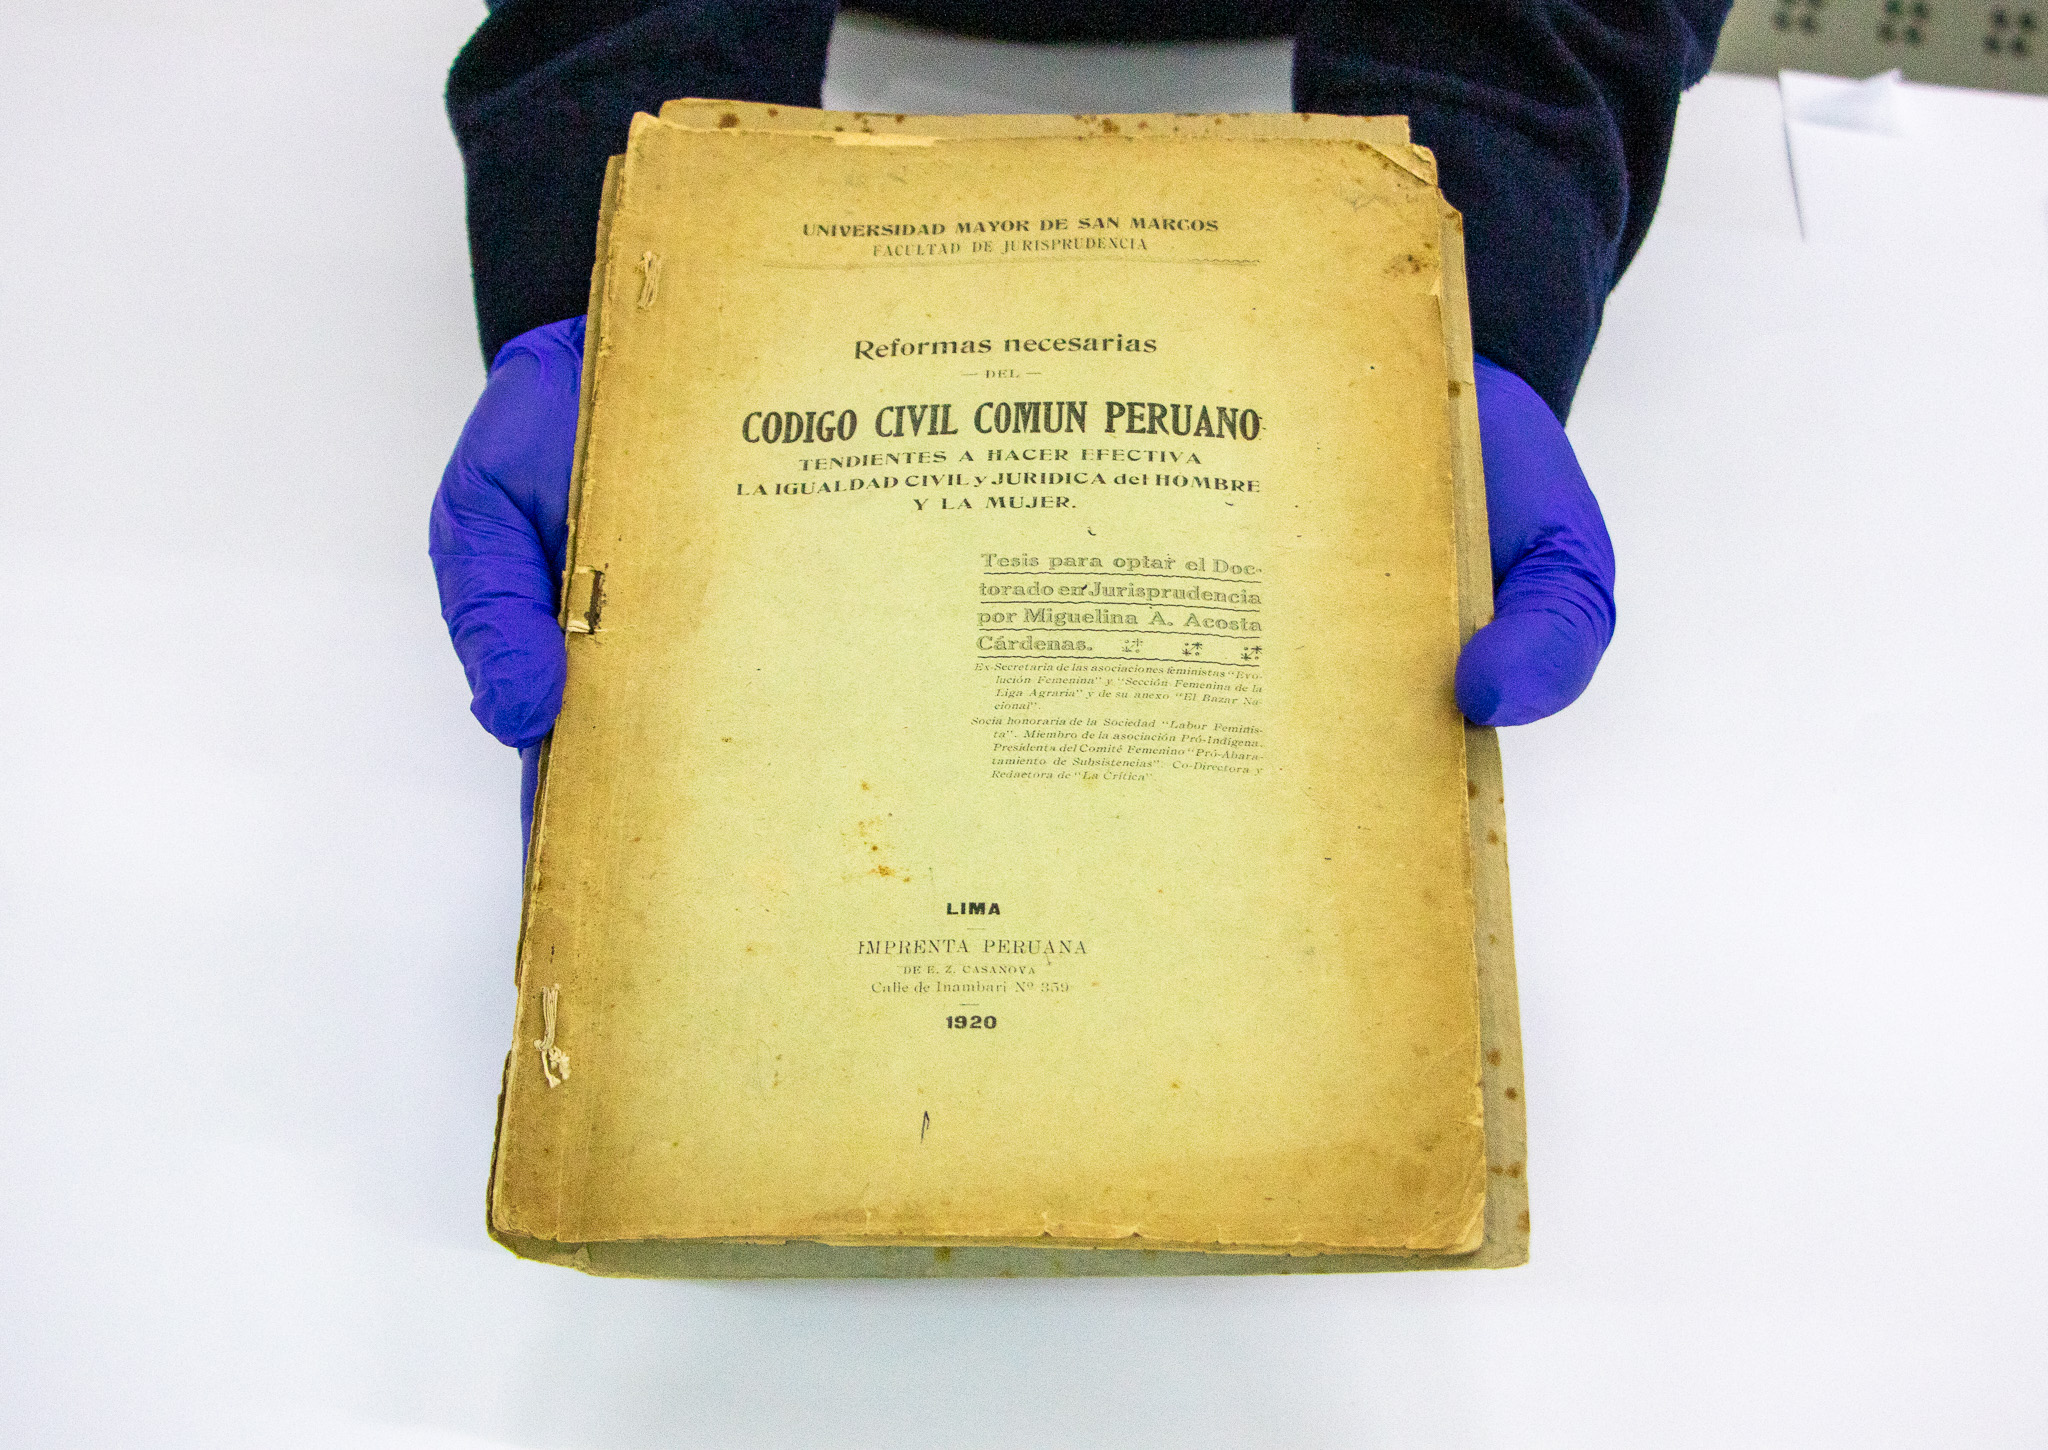 UNIVERSIDAD MAYOR DE SAN MARCOS
FACULTAD DE JURISPRUDENCIA
Reformas necesarias
— DEL —
CODIGO CIVIL COMUN PERUANO
TENDIENTES A HACER EFECTIVA
LA IGUALDAD CIVIL y JURIDICA del HOMBRE
Y LA MUJER.
Tesis para optar el Doc-
torado en Jurisprudencia
por Miguelina A. Acosta
Cárdenas.
Ex-Secretaria de las asociaciones feministas "Evo-
lución Femenina" y "Sección Femenina de la
Liga Agraria" y de su anexo "El Bazar Na-
cional".
Socia honoraria de la Sociedad "Labor Feminis-
ta". Miembro de la asociación Pró-Indígena.
Presidenta del Comité Femenino "Pró-Abara-
tamiento de Subsistencias". Co-Directora y
Redactora de "La Crítica".
LIMA
IMPRENTA PERUANA
DE E. Z. CASANOVA
Calle de Inambari Nº 359
1920